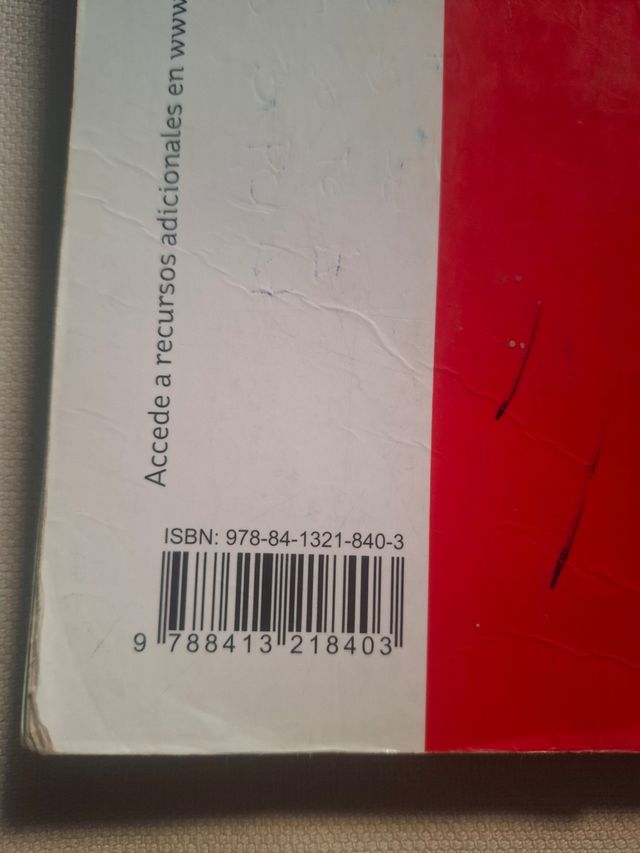 Accede a recursos adicionales en www
ISBN: 978-84-1321-840-3
9 788413 218403